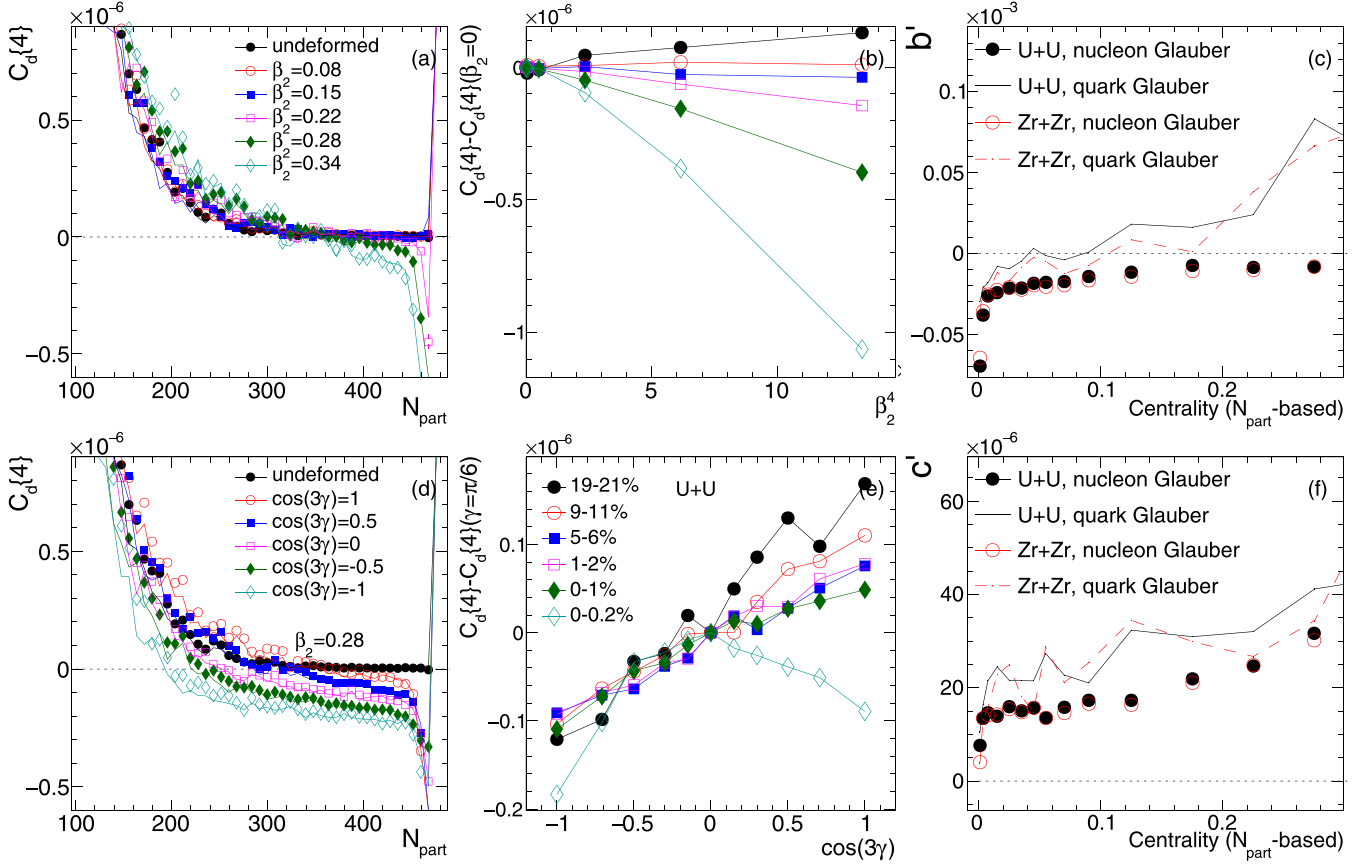 ×10⁻⁶
C_d{4}
(a)
undeformed
β₂=0.08
β₂=0.15
β₂=0.22
β₂=0.28
β₂=0.34
0.5
0
−0.5
100 200 300 400
N_part
×10⁻⁶
C_d{4}-C_d{4}(β₂=0)
(b)
0
−0.5
−1
0 5 10
β₂⁴
×10⁻³
b'
(c)
U+U, nucleon Glauber
U+U, quark Glauber
Zr+Zr, nucleon Glauber
Zr+Zr, quark Glauber
0.1
0.05
0
−0.05
0 0.1 0.2
Centrality (N_part-based)
×10⁻⁶
C_d{4}
(d)
undeformed
cos(3γ)=1
cos(3γ)=0.5
cos(3γ)=0
cos(3γ)=-0.5
cos(3γ)=-1
β₂=0.28
0.5
0
−0.5
100 200 300 400
N_part
×10⁻⁶
C_d{4}-C_d{4}(γ=π/6)
(e)
U+U
19-21%
9-11%
5-6%
1-2%
0-1%
0-0.2%
0.1
0
−0.1
−0.2
−1 −0.5 0 0.5 1
cos(3γ)
×10⁻⁶
c'
(f)
U+U, nucleon Glauber
U+U, quark Glauber
Zr+Zr, nucleon Glauber
Zr+Zr, quark Glauber
60
40
20
0
0 0.1 0.2
Centrality (N_part-based)